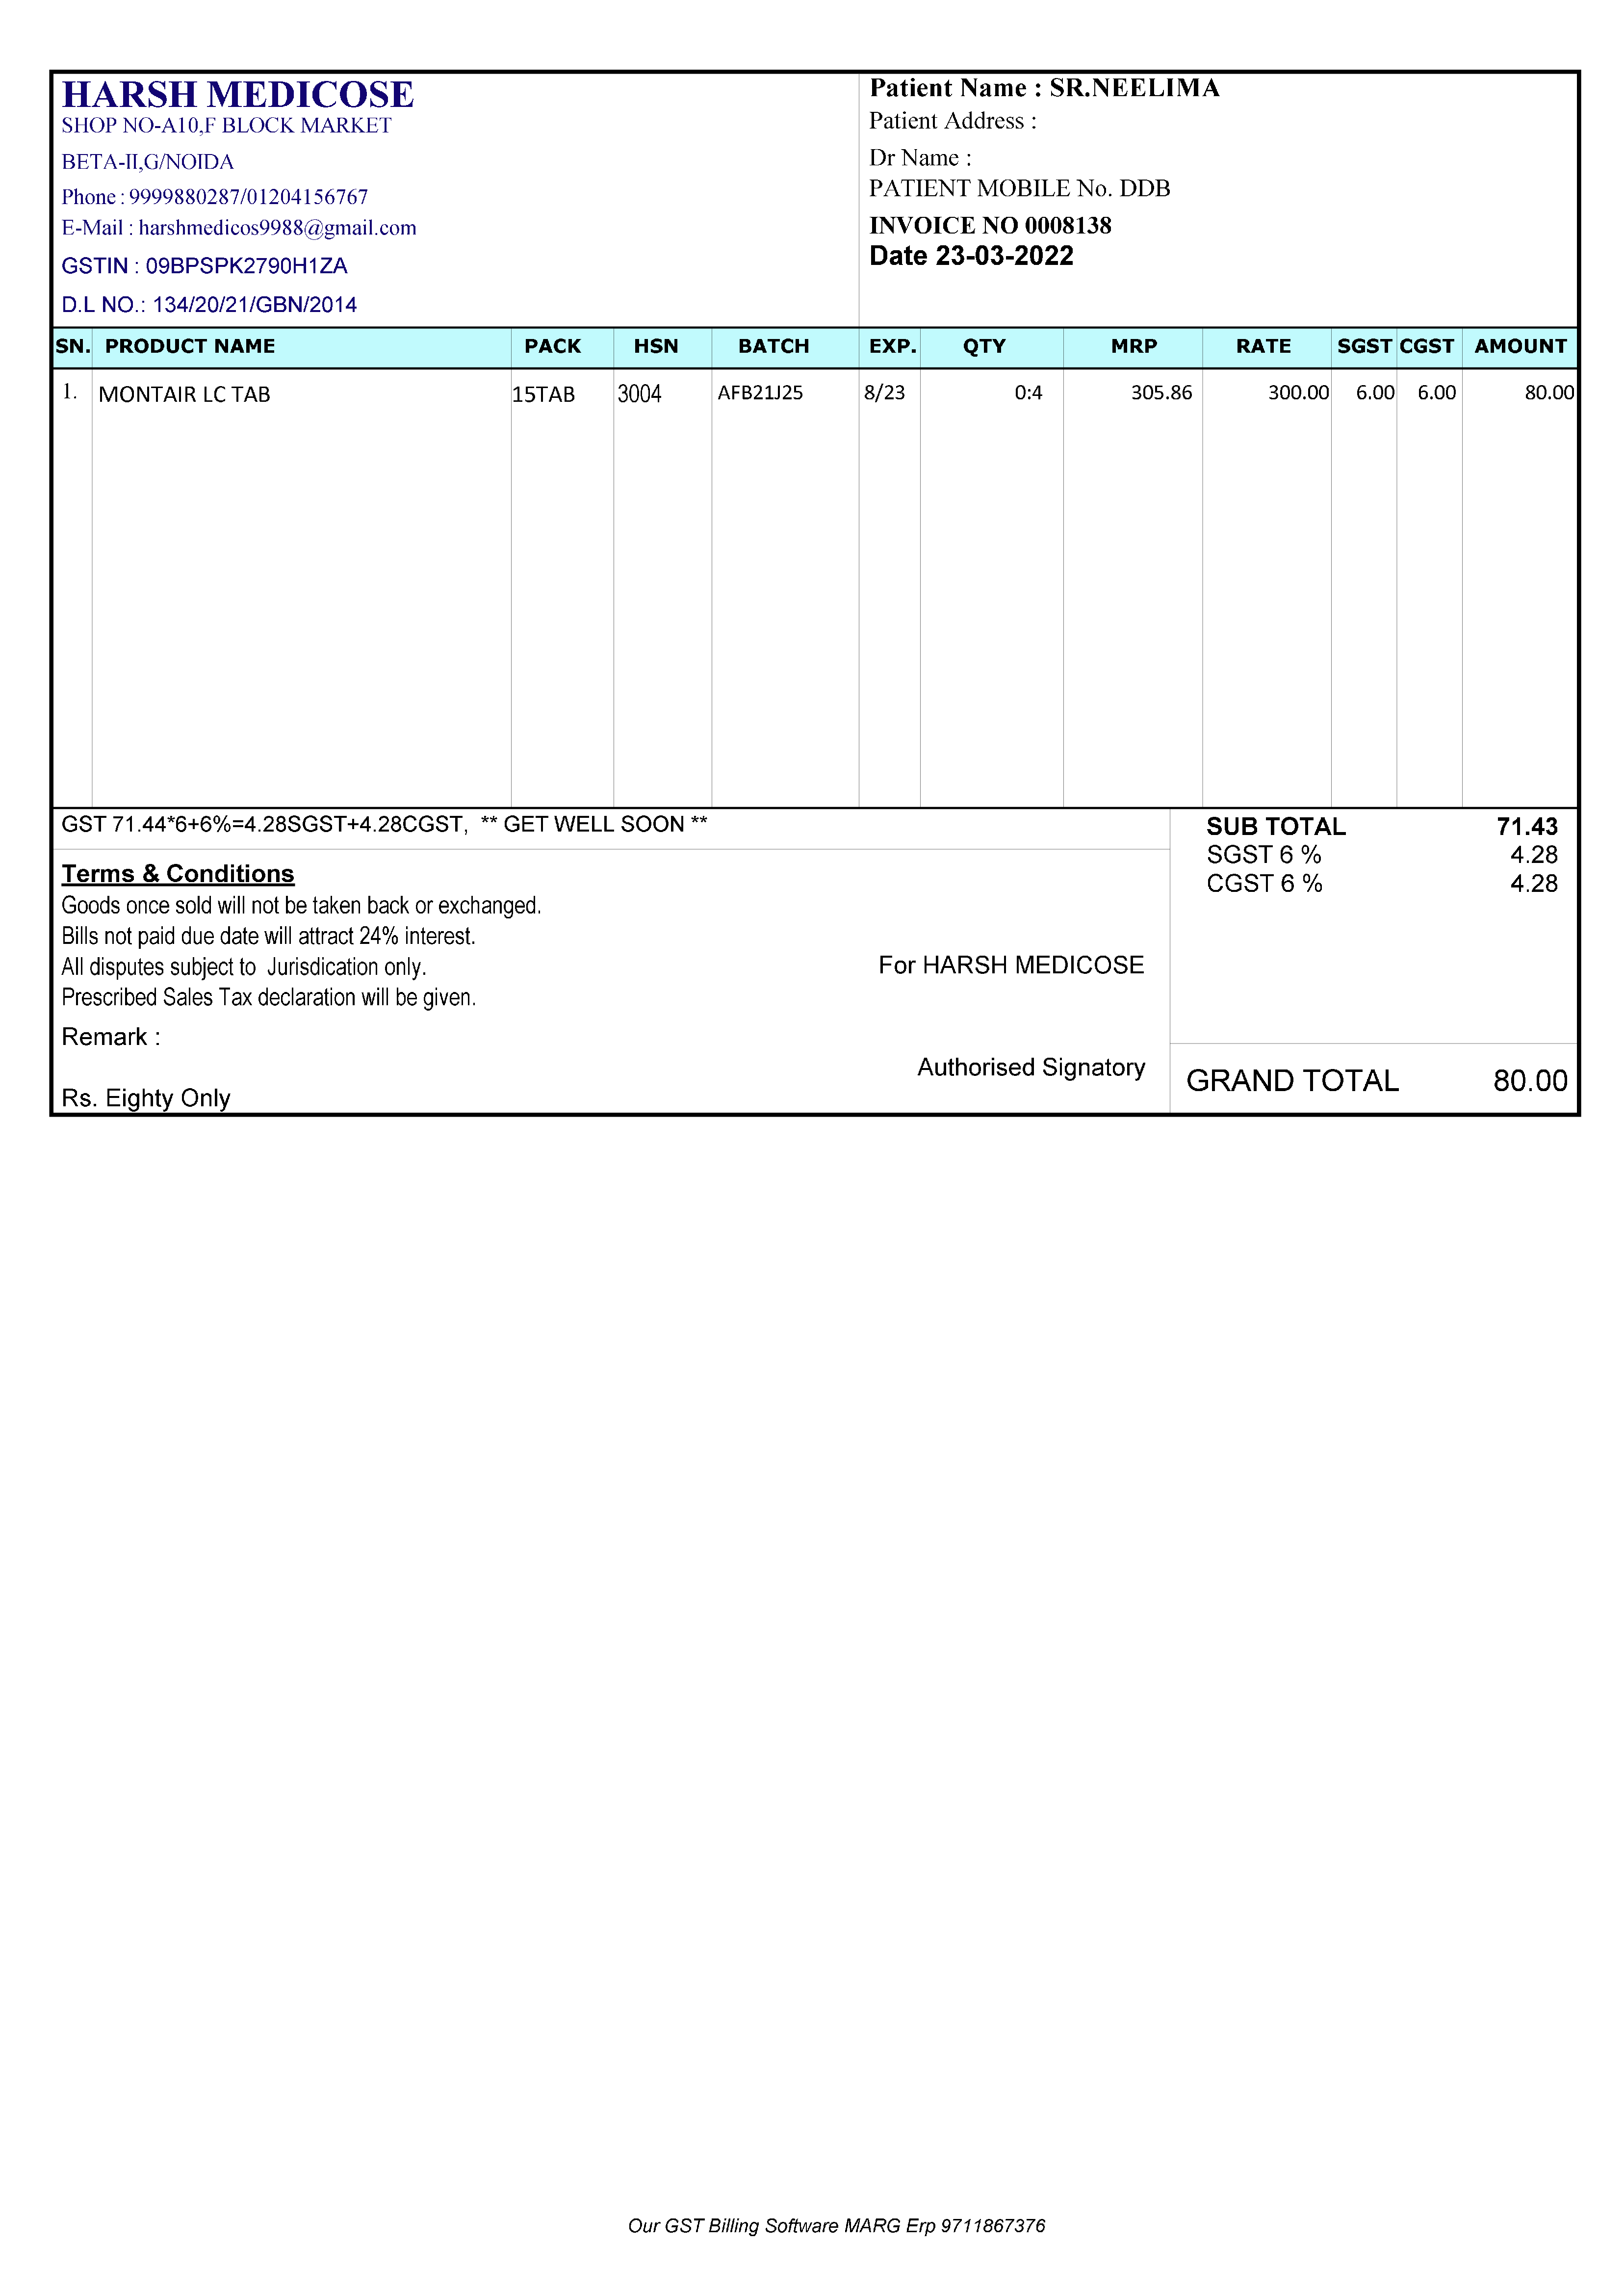 HARSH MEDICOSE
SHOP NO-A10,F BLOCK MARKET
BETA-II,G/NOIDA
Phone : 9999880287/01204156767
E-Mail : harshmedicos9988@gmail.com
GSTIN : 09BPSPK2790H1ZA
D.L NO.: 134/20/21/GBN/2014
Patient Name : SR.NEELIMA
Patient Address :
Dr Name :
PATIENT MOBILE No. DDB
INVOICE NO 0008138
Date 23-03-2022
SN. PRODUCT NAME PACK HSN BATCH EXP. QTY MRP RATE SGST CGST AMOUNT
1. MONTAIR LC TAB 15TAB 3004 AFB21J25 8/23 0:4 305.86 300.00 6.00 6.00 80.00
GST 71.44*6+6%=4.28SGST+4.28CGST, ** GET WELL SOON **
Terms & Conditions
Goods once sold will not be taken back or exchanged.
Bills not paid due date will attract 24% interest.
All disputes subject to Jurisdication only.
Prescribed Sales Tax declaration will be given.
Remark :
Rs. Eighty Only
For HARSH MEDICOSE
Authorised Signatory
SUB TOTAL 71.43
SGST 6 % 4.28
CGST 6 % 4.28
GRAND TOTAL 80.00
Our GST Billing Software MARG Erp 9711867376